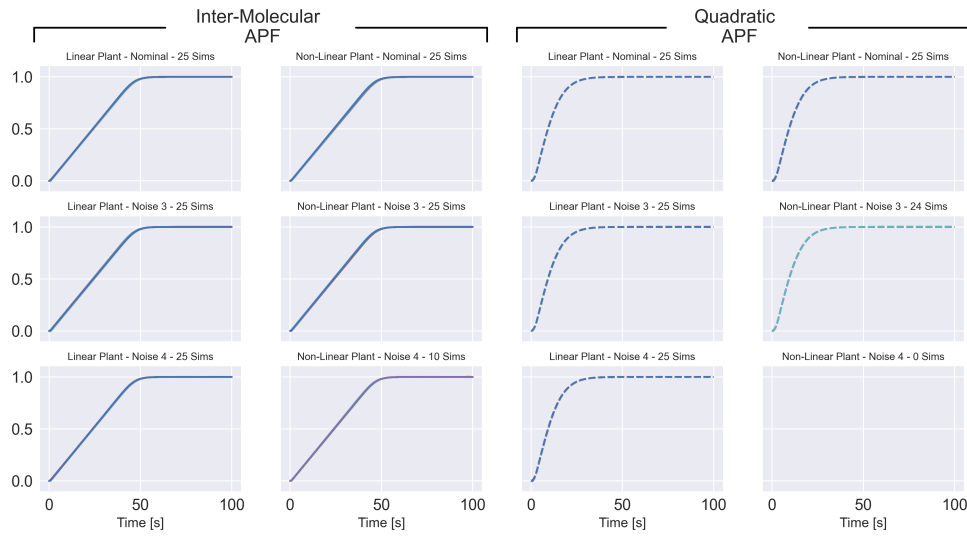 Inter-Molecular
APF
Quadratic
APF
Linear Plant - Nominal - 25 Sims
Non-Linear Plant - Nominal - 25 Sims
Linear Plant - Nominal - 25 Sims
Non-Linear Plant - Nominal - 25 Sims
1.0
0.5
0.0
Linear Plant - Noise 3 - 25 Sims
Non-Linear Plant - Noise 3 - 25 Sims
Linear Plant - Noise 3 - 25 Sims
Non-Linear Plant - Noise 3 - 24 Sims
1.0
0.5
0.0
Linear Plant - Noise 4 - 25 Sims
Non-Linear Plant - Noise 4 - 10 Sims
Linear Plant - Noise 4 - 25 Sims
Non-Linear Plant - Noise 4 - 0 Sims
1.0
0.5
0.0
0 50 100
0 50 100
0 50 100
0 50 100
Time [s]
Time [s]
Time [s]
Time [s]